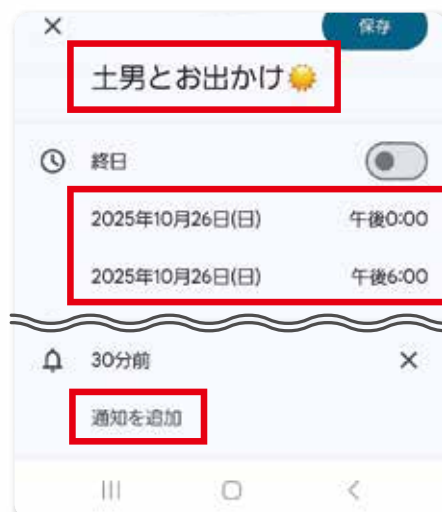 保存
土男とお出かけ🌞
終日
2025年10月26日(日) 午後0:00
2025年10月26日(日) 午後6:00
30分前
通知を追加